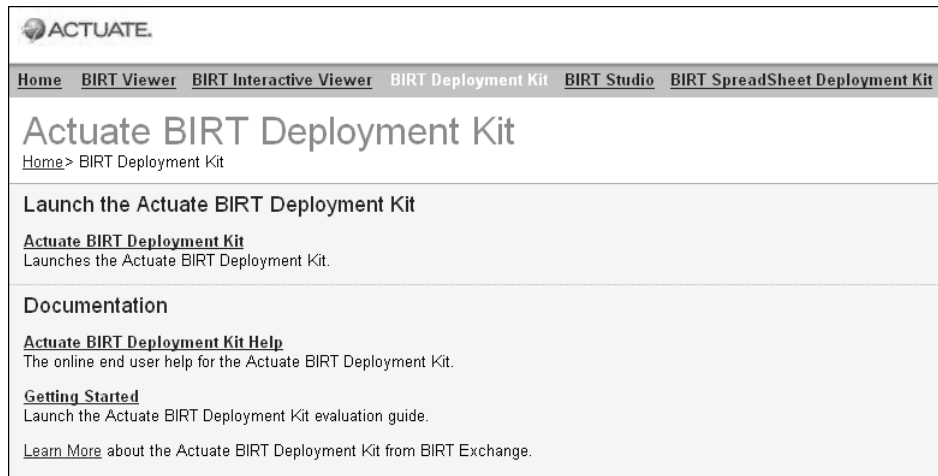 ACTUATE.
Home BIRT Viewer BIRT Interactive Viewer BIRT Deployment Kit BIRT Studio BIRT SpreadSheet Deployment Kit
Actuate BIRT Deployment Kit
Home> BIRT Deployment Kit
Launch the Actuate BIRT Deployment Kit
Actuate BIRT Deployment Kit
Launches the Actuate BIRT Deployment Kit.
Documentation
Actuate BIRT Deployment Kit Help
The online end user help for the Actuate BIRT Deployment Kit.
Getting Started
Launch the Actuate BIRT Deployment Kit evaluation guide.
Learn More about the Actuate BIRT Deployment Kit from BIRT Exchange.